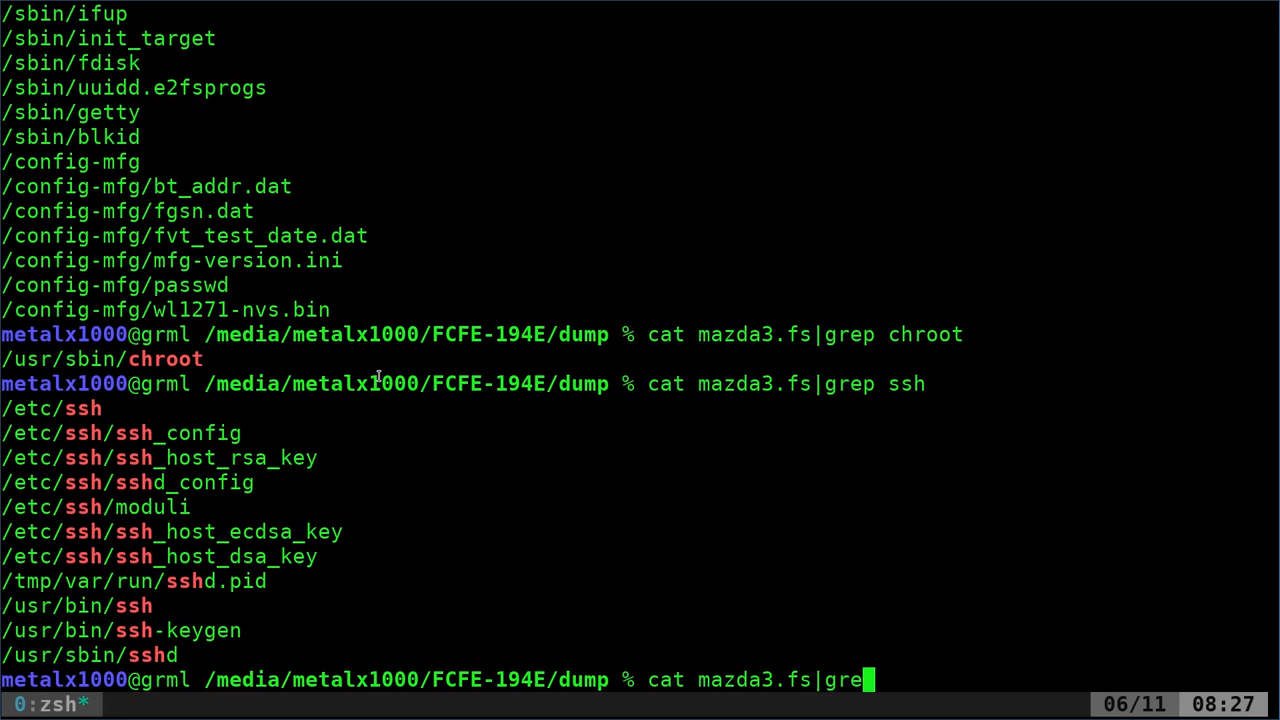 /sbin/ifup
/sbin/init_target
/sbin/fdisk
/sbin/uuidd.e2fsprogs
/sbin/getty
/sbin/blkid
/config-mfg
/config-mfg/bt_addr.dat
/config-mfg/fgsn.dat
/config-mfg/fvt_test_date.dat
/config-mfg/mfg-version.ini
/config-mfg/passwd
/config-mfg/wl1271-nvs.bin
metalx1000@grml /media/metalx1000/FCFE-194E/dump % cat mazda3.fs|grep chroot
/usr/sbin/chroot
metalx1000@grml /media/metalx1000/FCFE-194E/dump % cat mazda3.fs|grep ssh
/etc/ssh
/etc/ssh/ssh_config
/etc/ssh/ssh_host_rsa_key
/etc/ssh/sshd_config
/etc/ssh/moduli
/etc/ssh/ssh_host_ecdsa_key
/etc/ssh/ssh_host_dsa_key
/tmp/var/run/sshd.pid
/usr/bin/ssh
/usr/bin/ssh-keygen
/usr/sbin/sshd
metalx1000@grml /media/metalx1000/FCFE-194E/dump % cat mazda3.fs|gre
0:zsh* 06/11 08:27